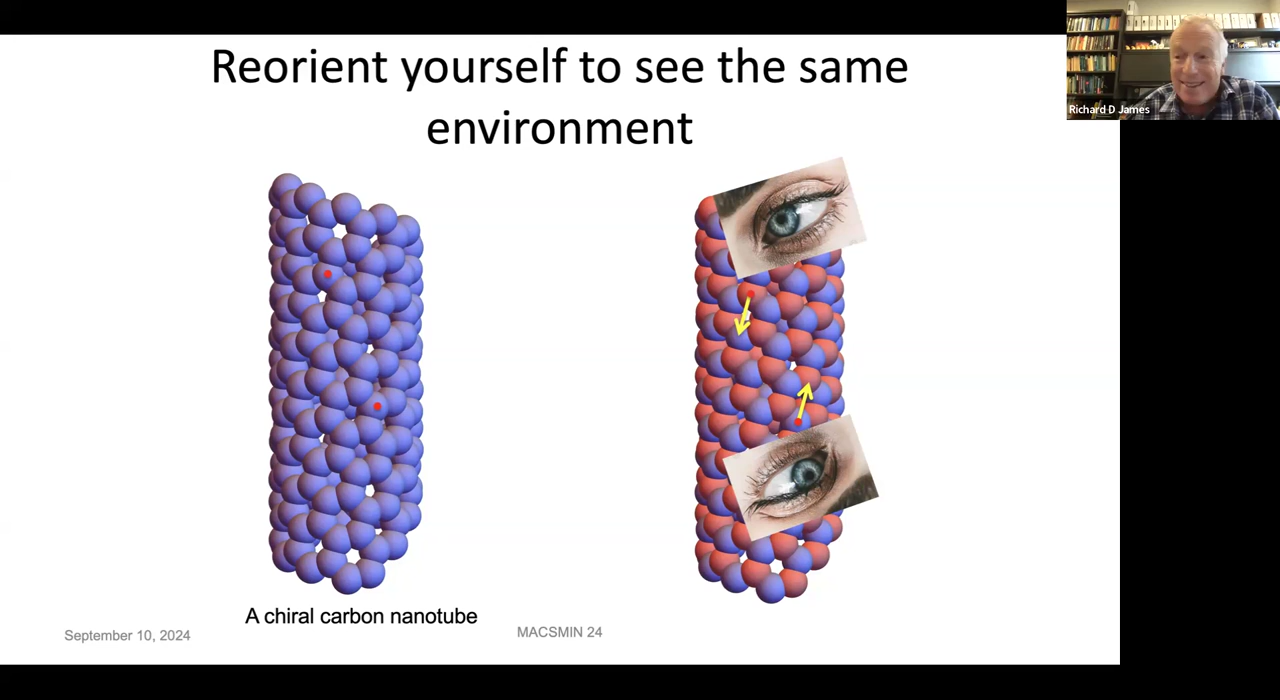 Reorient yourself to see the same
environment
Richard D James
A chiral carbon nanotube
September 10, 2024
MACSMIN 24